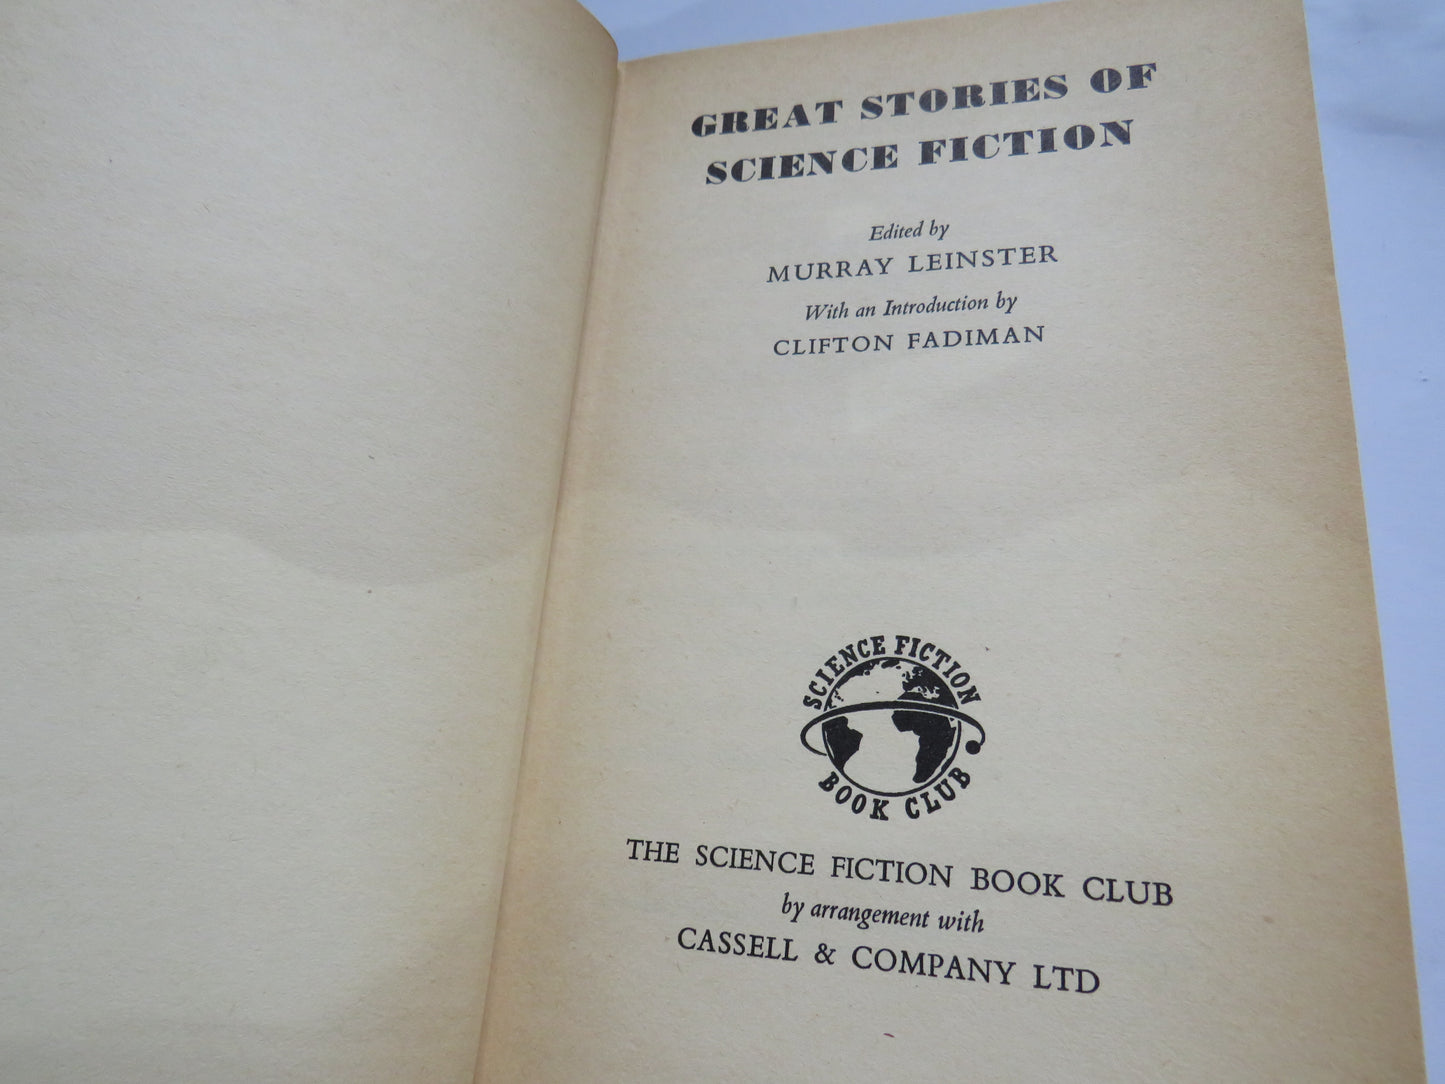 GREAT STORIES OF
SCIENCE FICTION
Edited by
MURRAY LEINSTER
With an Introduction by
CLIFTON FADIMAN
SCIENCE FICTION
BOOK CLUB
THE SCIENCE FICTION BOOK CLUB
by arrangement with
CASSELL & COMPANY LTD